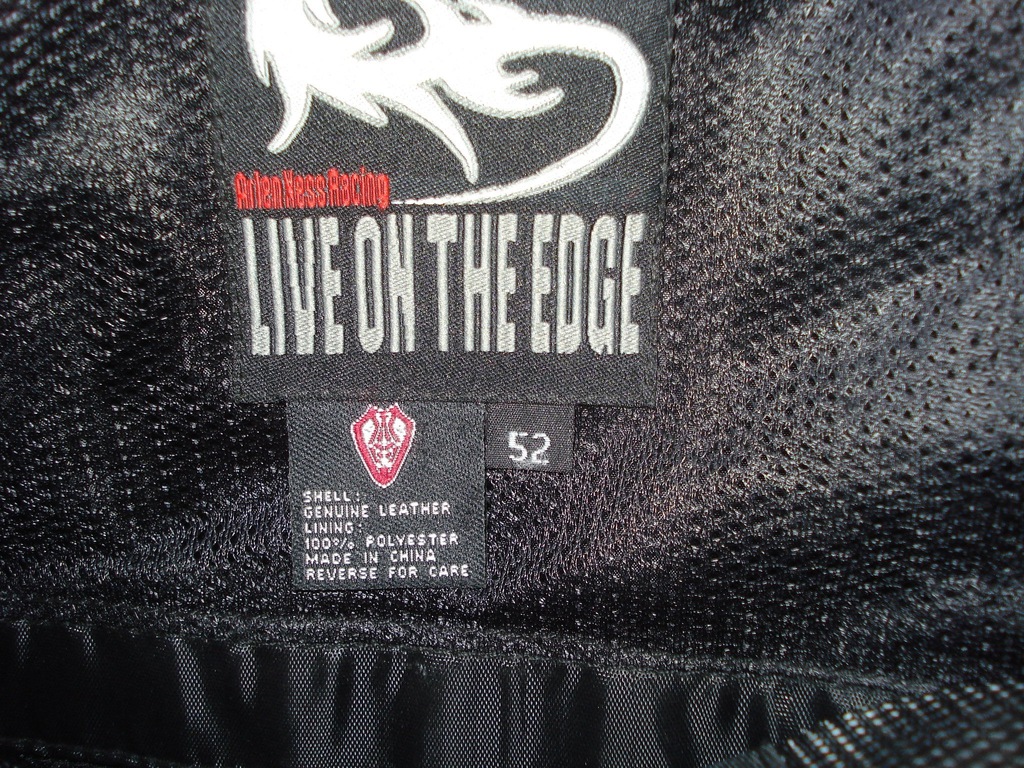 Arlen Ness Racing
LIVE ON THE EDGE
52
SHELL:
GENUINE LEATHER
LINING:
100% POLYESTER
MADE IN CHINA
REVERSE FOR CARE